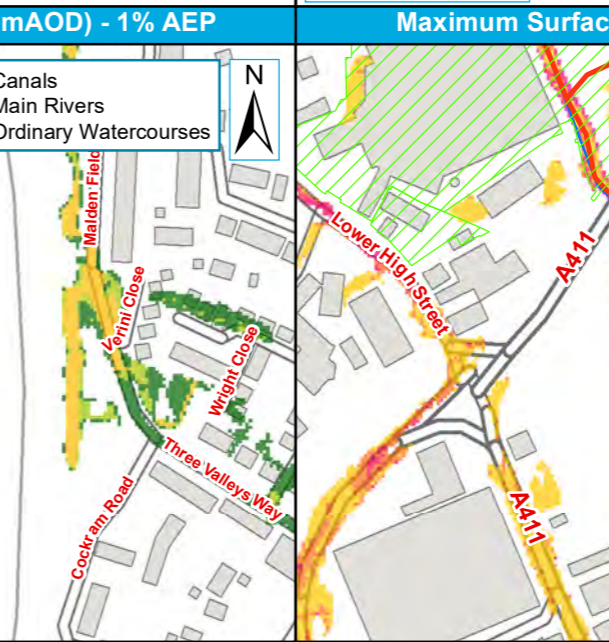 mAOD) - 1% AEP
Maximum Surfac
Canals
Main Rivers
Ordinary Watercourses
N
Malden Field
Verini Close
Wright Close
Three Valleys Way
Cockram Road
Lower High Street
A411
A411